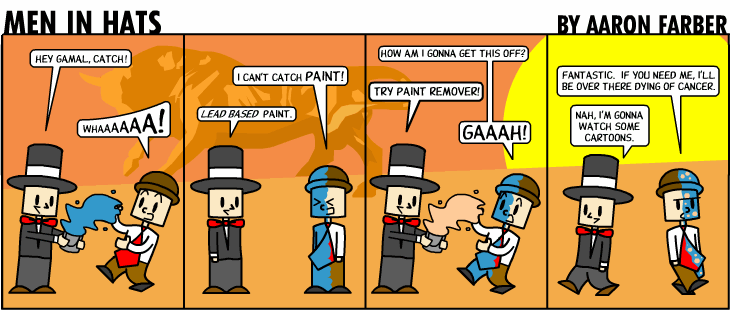 MEN IN HATS
BY AARON FARBER
HEY GAMAL, CATCH!
WHAAAAAAA!
I CAN'T CATCH PAINT!
LEAD BASED PAINT.
HOW AM I GONNA GET THIS OFF?
TRY PAINT REMOVER!
GAAAH!
FANTASTIC. IF YOU NEED ME, I'LL
BE OVER THERE DYING OF CANCER.
NAH, I'M GONNA
WATCH SOME
CARTOONS.